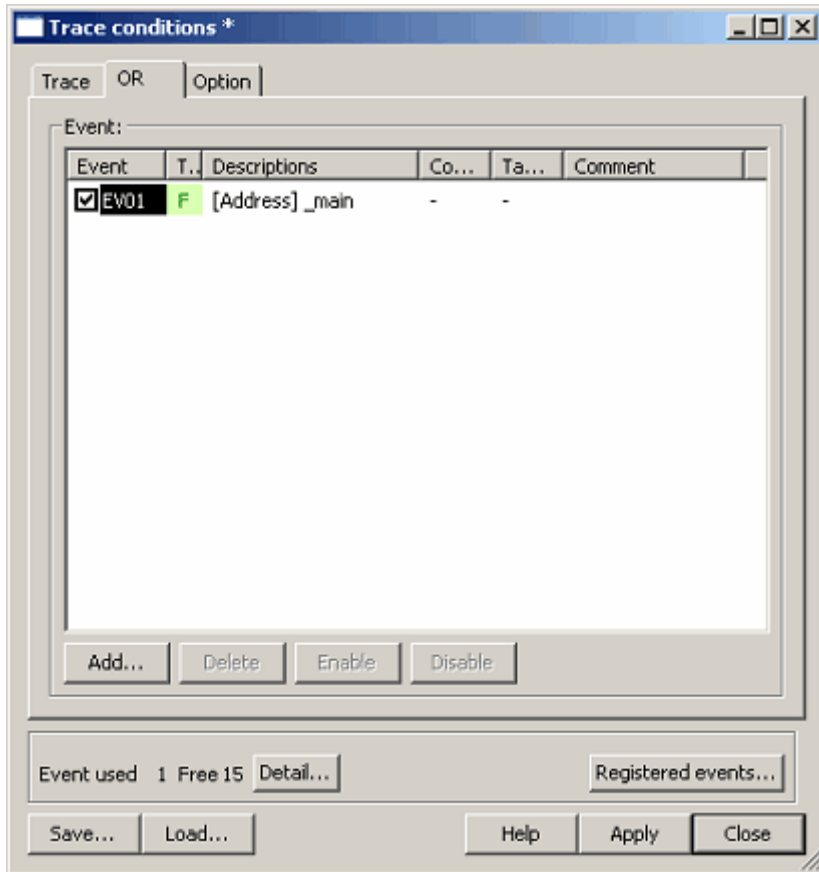 Trace conditions *
Trace OR Option
Event:
Event T.. Descriptions Co... Ta... Comment
EV01 F [Address] _main - -
Add... Delete Enable Disable
Event used 1 Free 15 Detail... Registered events...
Save... Load... Help Apply Close